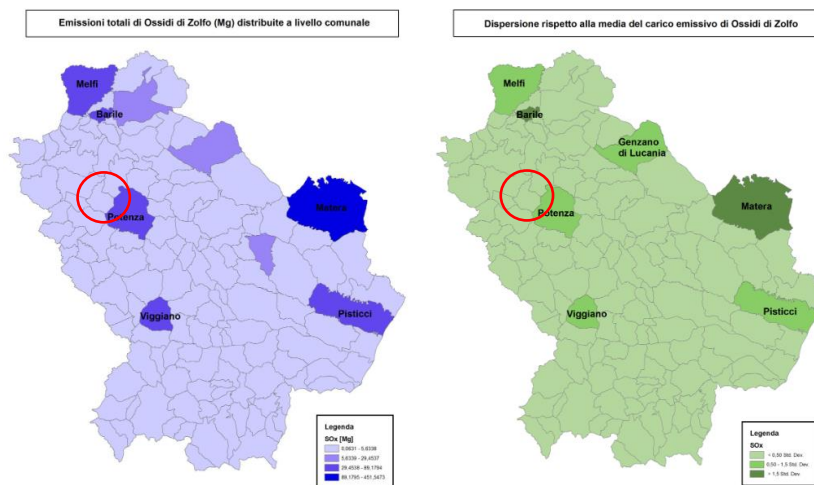 Emissioni totali di Ossidi di Zolfo (Mg) distribuite a livello comunale
Melfi
Barile
Potenza
Matera
Viggiano
Pisticci
Legenda
SOx [Mg]
Dispersione rispetto alla media del carico emissivo di Ossidi di Zolfo
Melfi
Barile
Genzano
di Lucania
Potenza
Matera
Viggiano
Pisticci
Legenda
SOx
0,50 Std. Dev.
0,50 - 1,5 Std. Dev.
> 1,5 Std. Dev.